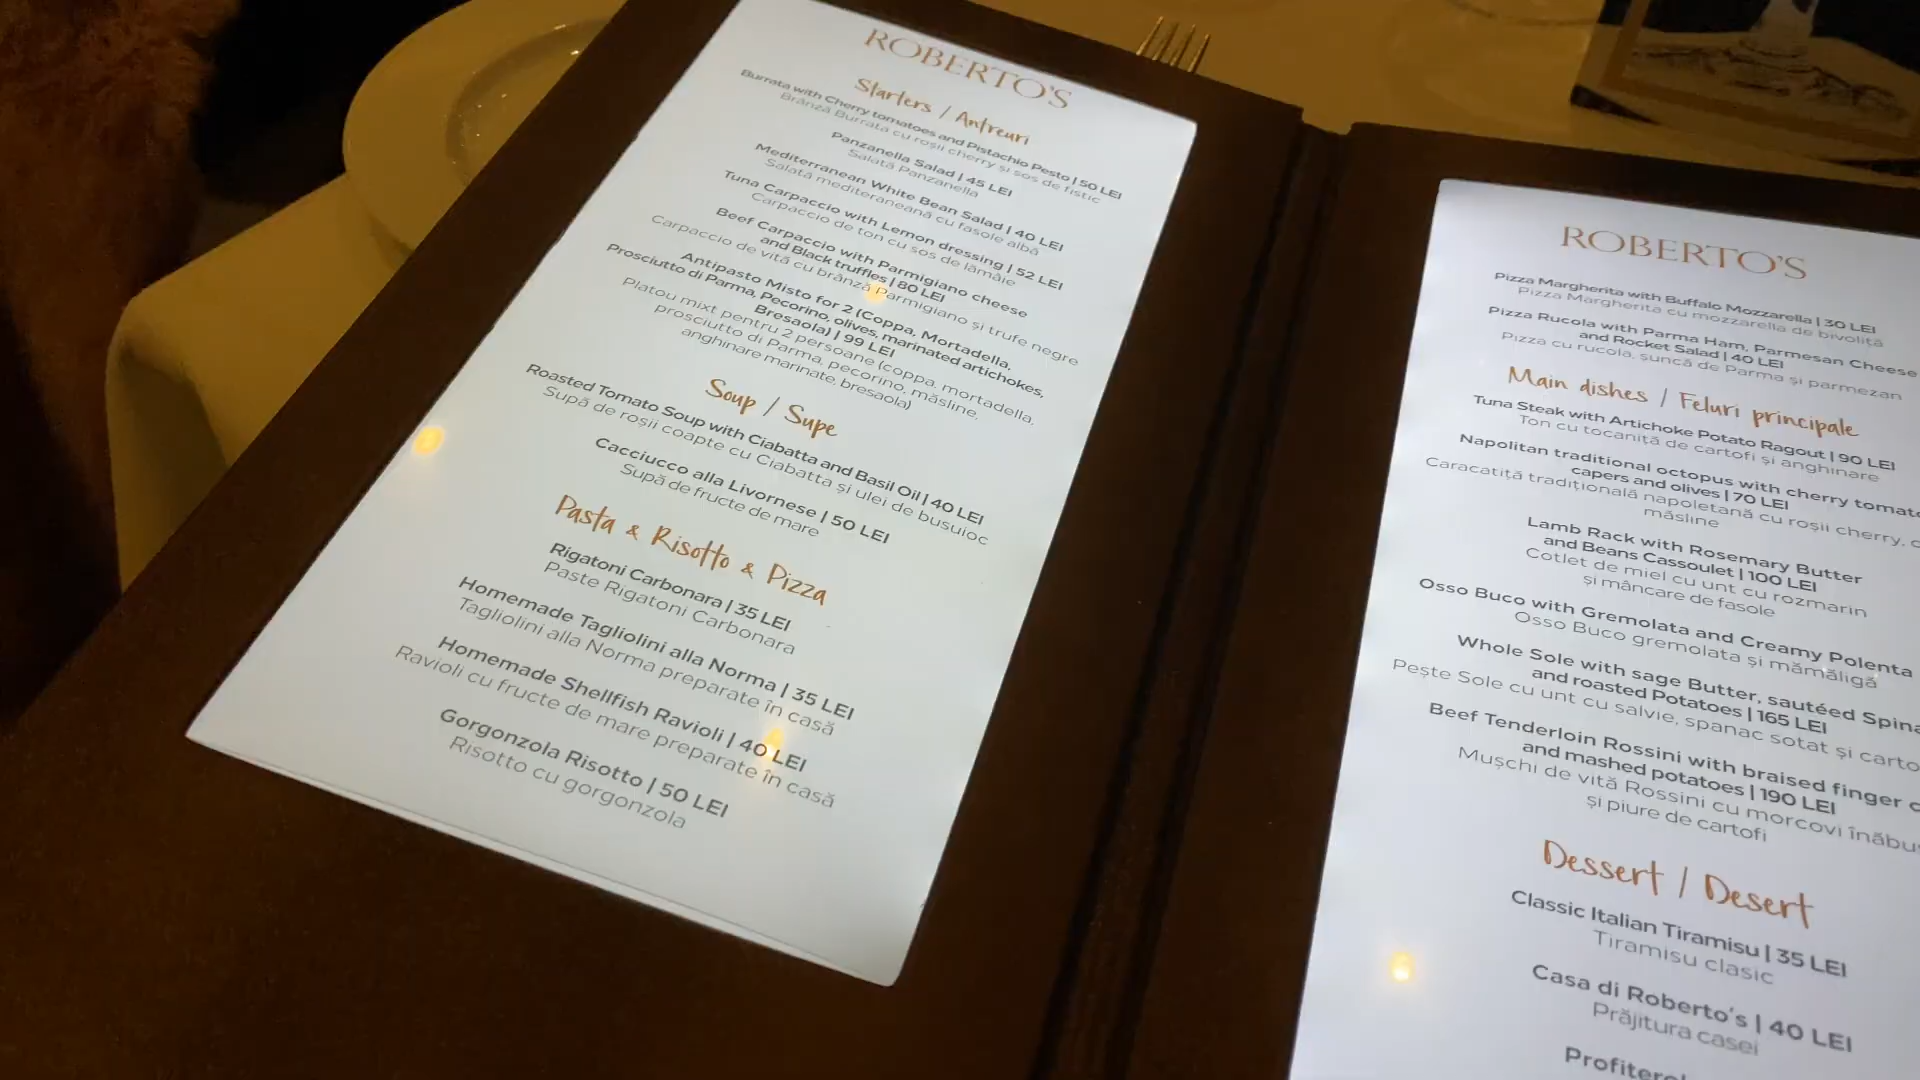 ROBERTO'S
Starters / Antreuri
Burrata with Cherry tomatoes and Pistachio Pesto | 50 LEI
Brânză Burrata cu roșii cherry și sos de fistic
Panzanella Salad | 45 LEI
Salată Panzanella
Mediterranean White Bean Salad | 40 LEI
Salată mediteraneană cu fasole albă
Tuna Carpaccio with Lemon dressing | 52 LEI
Carpaccio de ton cu sos de lămâie
Beef Carpaccio with Parmigiano cheese
and Black truffles | 80 LEI
Carpaccio de vită cu brânză Parmigiano și trufe negre
Antipasto Misto for 2 (Coppa, Mortadella,
Prosciutto di Parma, Pecorino, olives, marinated artichokes,
Bresaola) | 99 LEI
Platou mixt pentru 2 persoane (coppa, mortadella,
prosciutto di Parma, pecorino, măsline,
anghinare marinate, bresaola)
Soup / Supe
Roasted Tomato Soup with Ciabatta and Basil Oil | 40 LEI
Supă de roșii coapte cu Ciabatta și ulei de busuioc
Cacciucco alla Livornese | 50 LEI
Supă de fructe de mare
Pasta & Risotto & Pizza
Rigatoni Carbonara | 35 LEI
Paste Rigatoni Carbonara
Homemade Tagliolini alla Norma | 35 LEI
Tagliolini alla Norma preparate în casă
Homemade Shellfish Ravioli | 40 LEI
Ravioli cu fructe de mare preparate în casă
Gorgonzola Risotto | 50 LEI
Risotto cu gorgonzola
ROBERTO'S
Pizza Margherita with Buffalo Mozzarella | 30 LEI
Pizza Margherita cu mozzarella de bivoliță
Pizza Rucola with Parma Ham, Parmesan Cheese
and Rocket Salad | 40 LEI
Pizza cu rucola, șuncă de Parma și parmezan
Main dishes / Feluri principale
Tuna Steak with Artichoke Potato Ragout | 90 LEI
Ton cu tocaniță de cartofi și anghinare
Napolitan traditional octopus with cherry
capers and olives | 70 LEI
Caracatiță tradițională napoletană cu roșii cherry,
măsline
Lamb Rack with Rosemary Butter
and Beans Cassoulet | 100 LEI
Cotlet de miel cu unt cu rozmarin
și mâncare de fasole
Osso Buco with Gremolata and Creamy Polenta
Osso Buco gremolata și mămăligă
Whole Sole with sage Butter, sautéed
and roasted Potatoes | 165 LEI
Pește Sole cu unt cu salvie, spanac sotat și
Beef Tenderloin Rossini with braised finger
and mashed potatoes | 190 LEI
Mușchi de vită Rossini cu morcovi
și piure de cartofi
Dessert / Desert
Classic Italian Tiramisu | 35 LEI
Tiramisu clasic
Casa di Roberto's | 40 LEI
Prăjitura casei